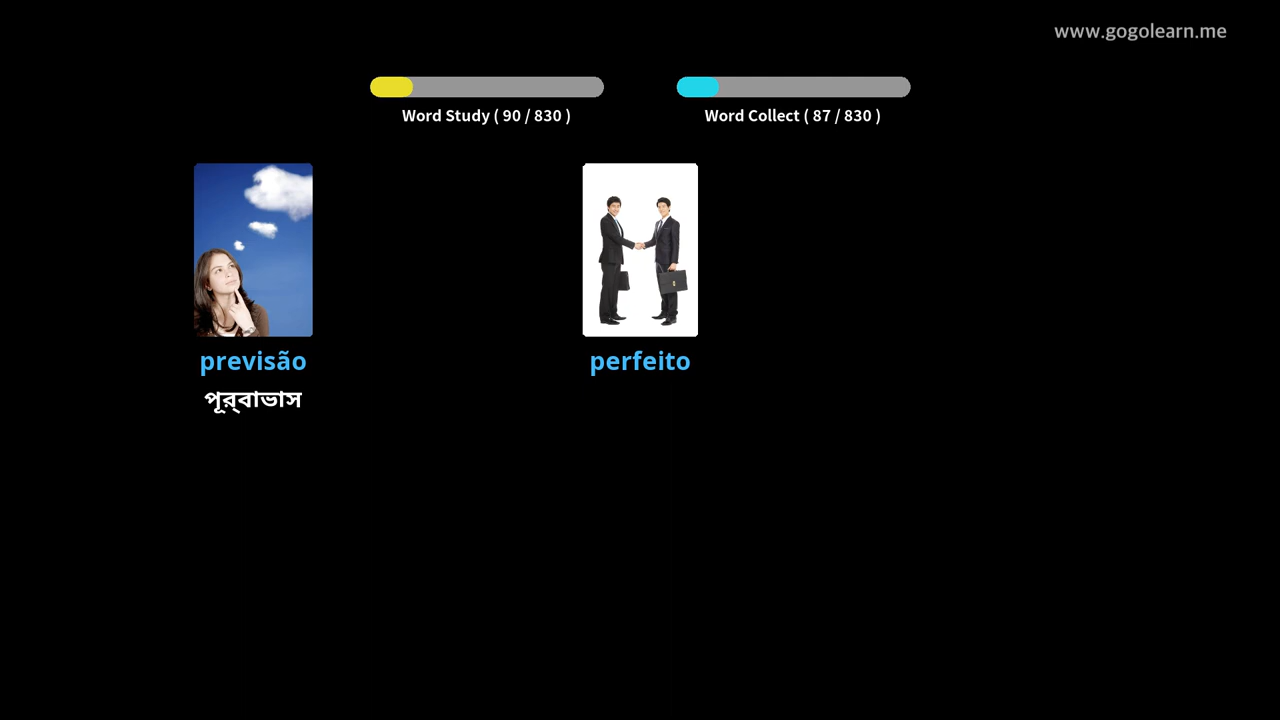 www.gogolearn.me
Word Study ( 90 / 830 )
Word Collect ( 87 / 830 )
previsão
perfeito
পূর্বাভাস